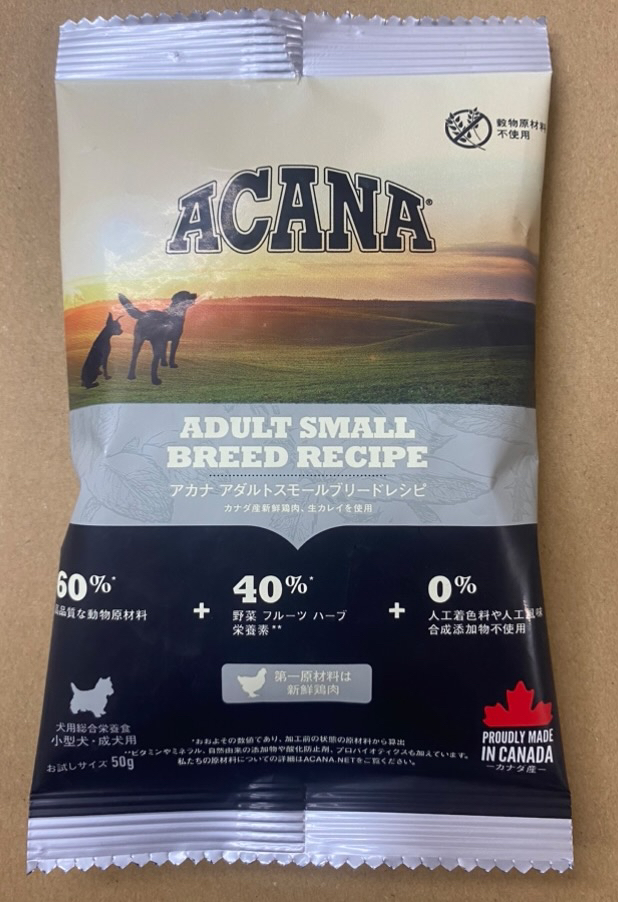 穀物原材料
不使用
ACANA®
ADULT SMALL
BREED RECIPE
アカナ アダルトスモールブリードレシピ
カナダ産新鮮鶏肉、生カレイを使用
60%*
高品質な動物原材料
+
40%*
野菜 フルーツ ハーブ
栄養素**
+
0%
人工着色料や人工風味
合成添加物不使用
第一原材料は
新鮮鶏肉
犬用総合栄養食
小型犬・成犬用
お試しサイズ 50g
*おおよその数値であり、加工前の状態の原材料から算出
**ビタミンやミネラル、自然由来の添加物や酸化防止剤、プロバイオティクスも加えています。
私たちの原材料についての詳細はACANA.NETをご覧ください。
PROUDLY MADE
IN CANADA
ーカナダ産ー